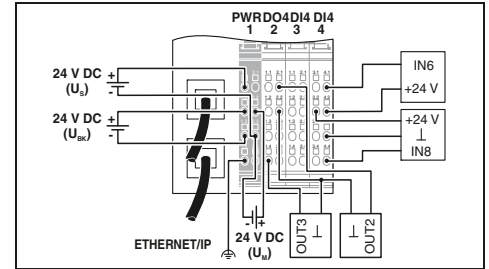 PWR DO4 DI4 DI4
1 2 3 4
24 V DC
(US)
+
-
24 V DC
(UBK)
+
-
IN6
+24 V
+24 V
⊥
IN8
- +
24 V DC
(UM)
ETHERNET/IP
OUT3
⊥
⊥
OUT2